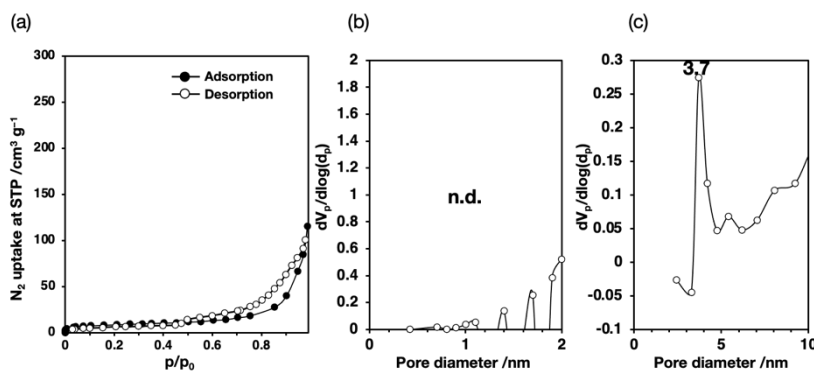 (a)
300
250
200
150
100
50
0
N₂ uptake at STP /cm³ g⁻¹
Adsorption
Desorption
0 0.2 0.4 0.6 0.8
p/p₀
(b)
2
1.8
1.6
1.4
1.2
1
0.8
0.6
0.4
0.2
0
dVₚ/dlog(dₚ)
n.d.
0 1 2
Pore diameter /nm
(c)
0.3
0.25
0.2
0.15
0.1
0.05
0
-0.05
-0.1
dVₚ/dlog(dₚ)
3.7
0 5 10
Pore diameter /nm